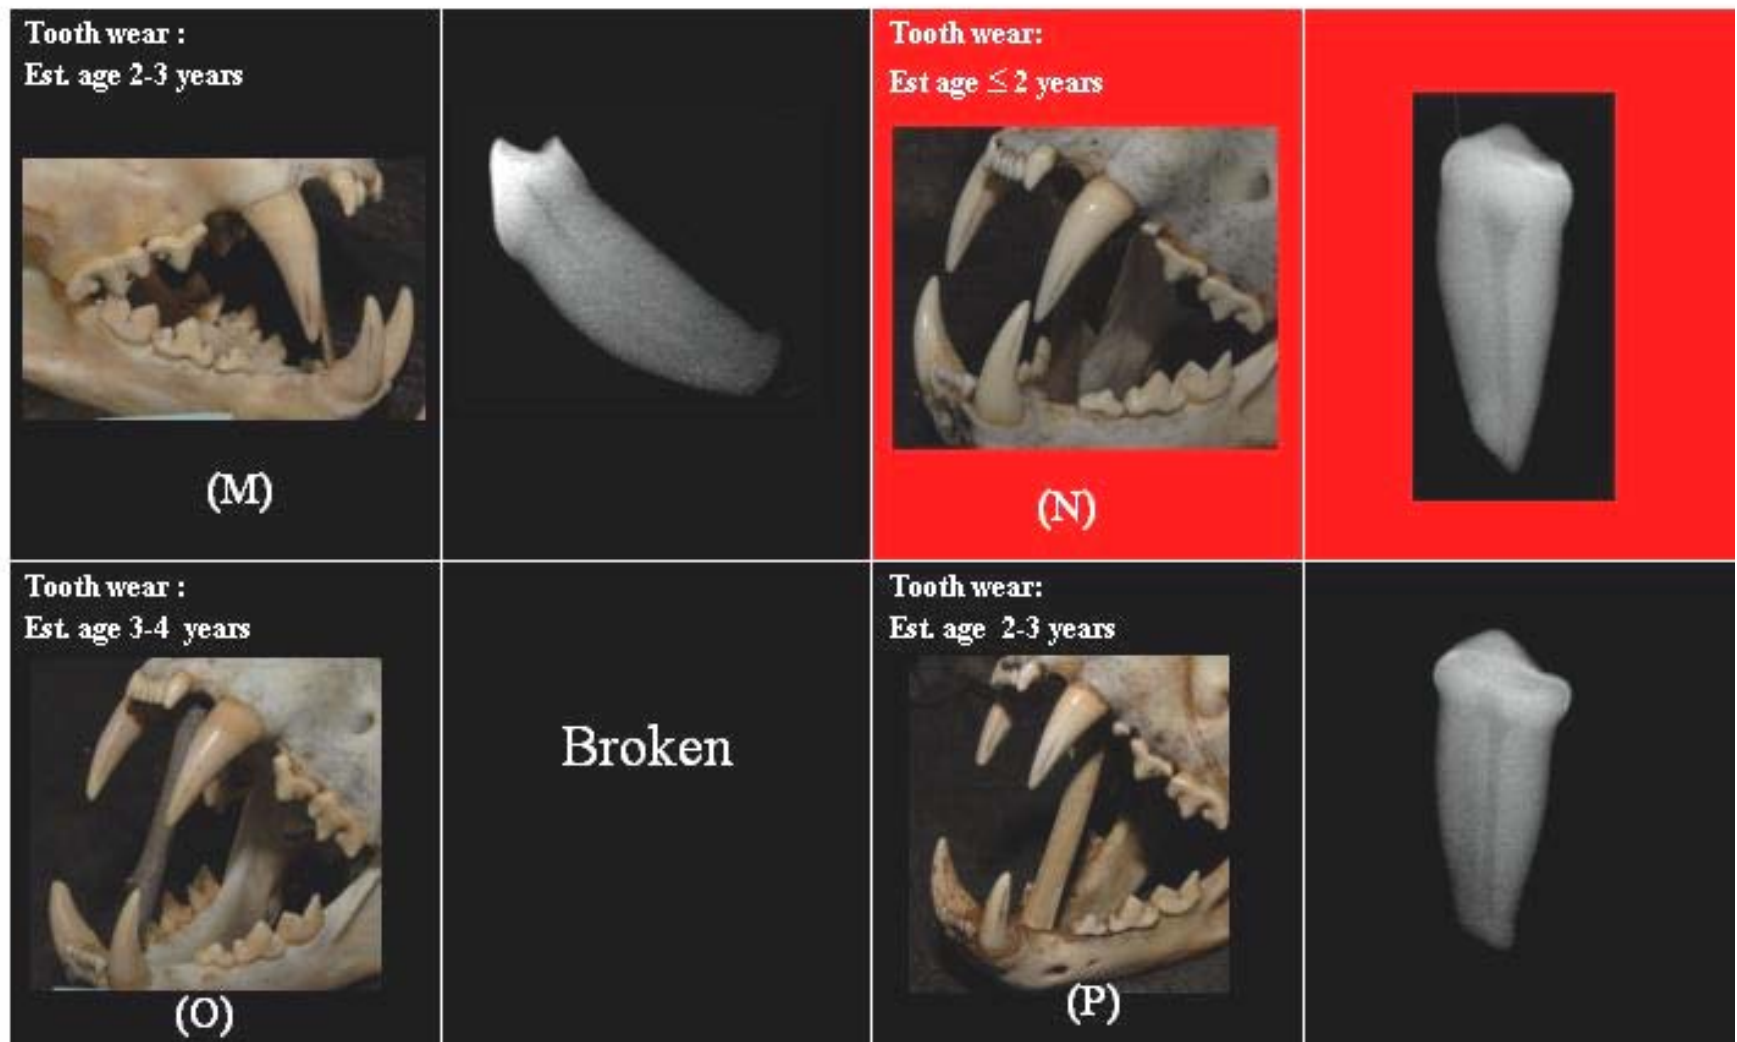 Tooth wear :
Est. age 2-3 years
(M)
Tooth wear:
Est age ≤ 2 years
(N)
Tooth wear :
Est. age 3-4 years
(O)
Broken
Tooth wear:
Est. age 2-3 years
(P)